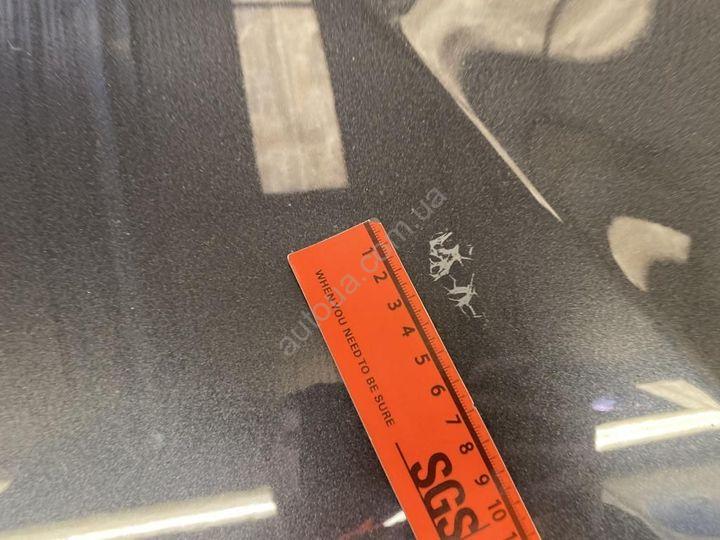 1 2 3 4 5 6 7 8 9 10
WHEN YOU NEED TO BE SURE
SGS
autoua.com.ua